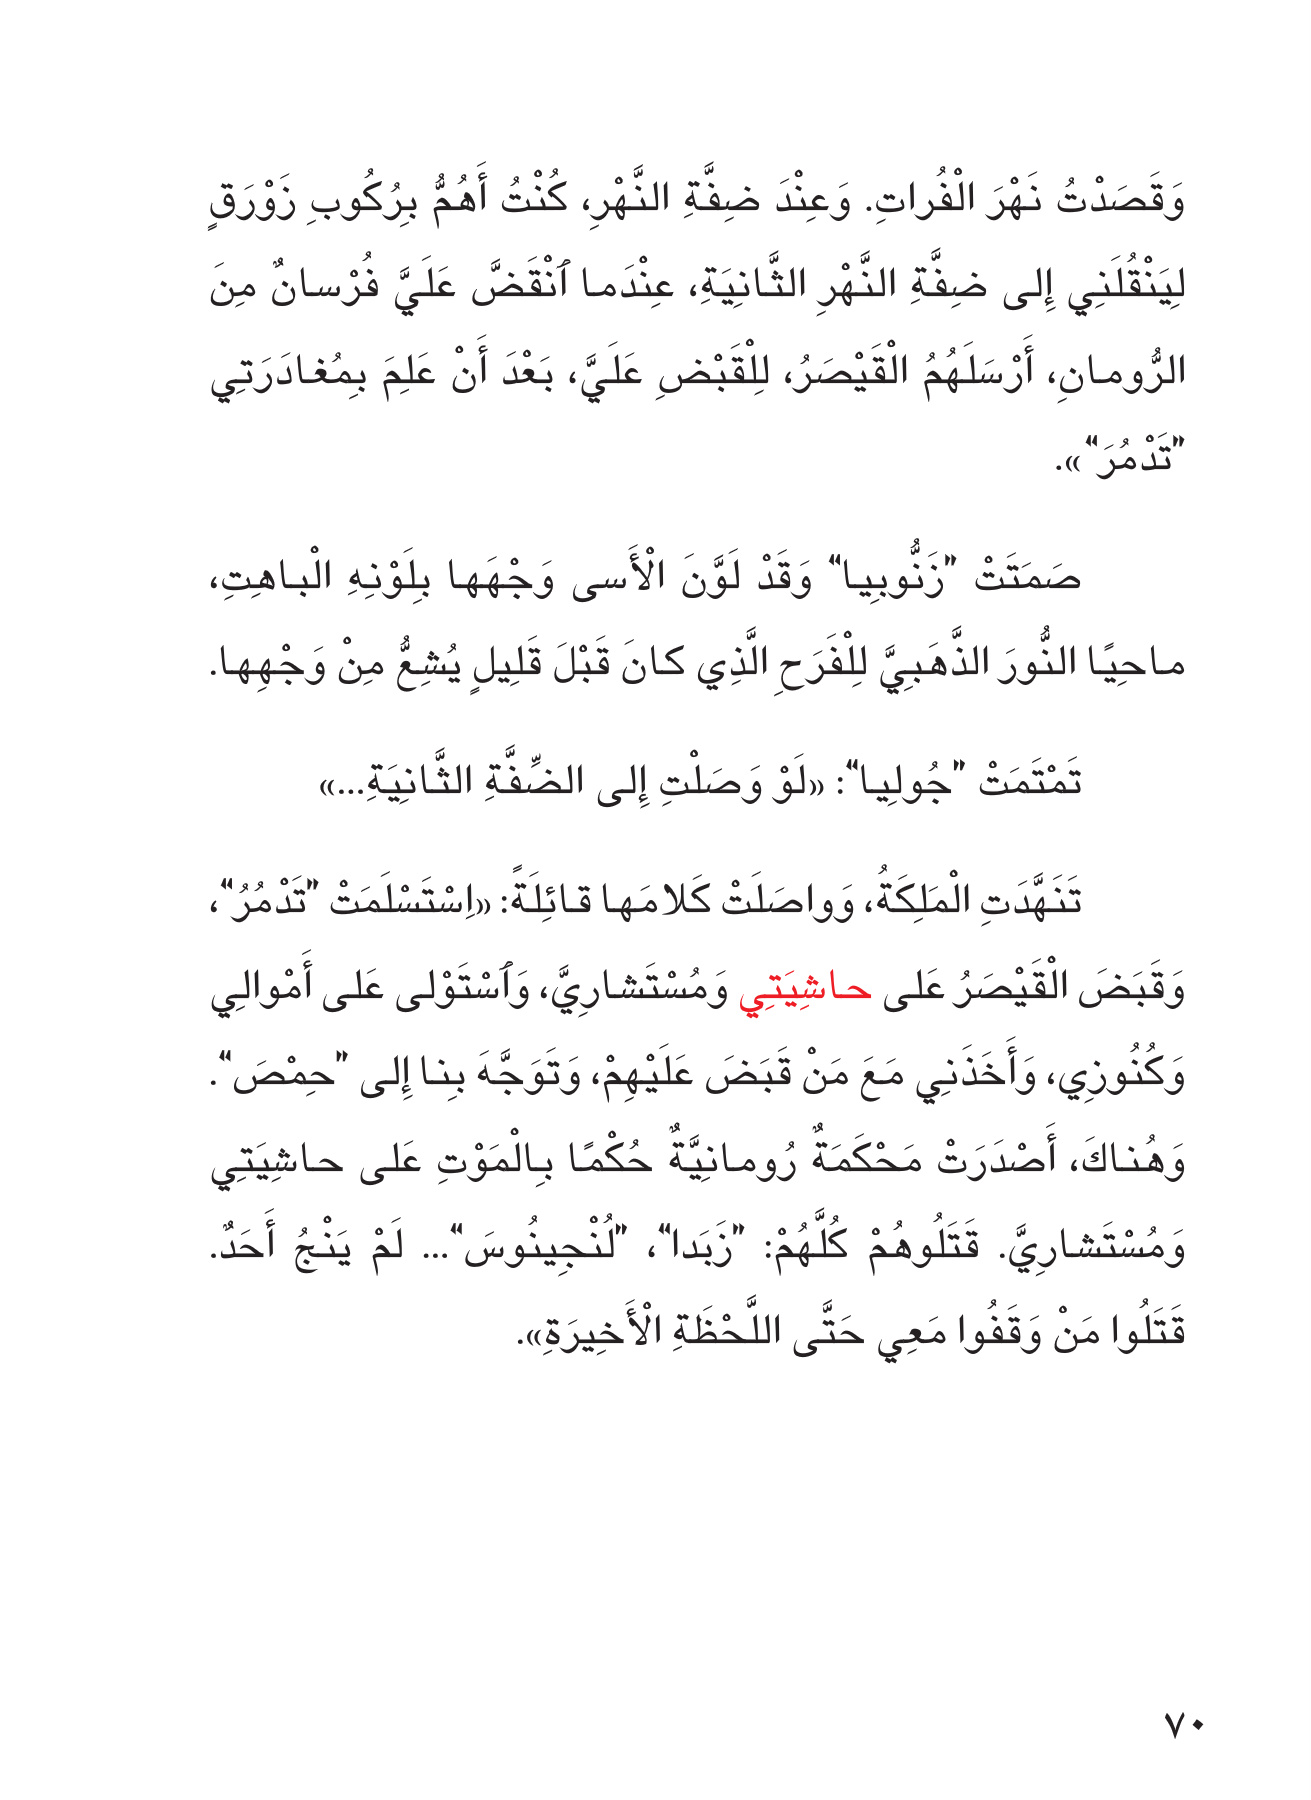 وَقَصَدْتُ نَهْرَ الْفُراتِ. وَعِنْدَ ضِفَّةِ النَّهْرِ، كُنْتُ أَهُمُّ بِرُكُوبِ زَوْرَقٍ
لِيَنْقُلَنِي إِلى ضِفَّةِ النَّهْرِ الثَّانِيَةِ، عِنْدَما ٱنْقَضَّ عَلَيَّ فُرْسانٌ مِنَ
الرُّومانِ، أَرْسَلَهُمُ الْقَيْصَرُ، لِلْقَبْضِ عَلَيَّ، بَعْدَ أَنْ عَلِمَ بِمُغادَرَتِي
"تَدْمُرَ"».
صَمَتَتْ "زَنُّوبِيا" وَقَدْ لَوَّنَ الْأَسى وَجْهَها بِلَوْنِهِ الْباهِتِ،
ماحِيًا النُّورَ الذَّهَبِيَّ لِلْفَرَحِ الَّذِي كانَ قَبْلَ قَلِيلٍ يُشِعُّ مِنْ وَجْهِها.
تَمْتَمَتْ "جُولِيا": «لَوْ وَصَلْتِ إِلى الضِّفَّةِ الثَّانِيَةِ...»
تَنَهَّدَتِ الْمَلِكَةُ، وَواصَلَتْ كَلامَها قائِلَةً: «اِسْتَسْلَمَتْ "تَدْمُرُ"،
وَقَبَضَ الْقَيْصَرُ عَلى حاشِيَتِي وَمُسْتَشارِيَّ، وَٱسْتَوْلى عَلى أَمْوالِي
وَكُنُوزِي، وَأَخَذَنِي مَعَ مَنْ قَبَضَ عَلَيْهِمْ، وَتَوَجَّهَ بِنا إِلى "حِمْصَ".
وَهُناكَ، أَصْدَرَتْ مَحْكَمَةٌ رُومانِيَّةٌ حُكْمًا بِالْمَوْتِ عَلى حاشِيَتِي
وَمُسْتَشارِيَّ. قَتَلُوهُمْ كُلَّهُمْ: "زَبَدا"، "لُنْجِينُوسَ"... لَمْ يَنْجُ أَحَدٌ.
قَتَلُوا مَنْ وَقَفُوا مَعِي حَتَّى اللَّحْظَةِ الْأَخِيرَةِ».
٧٠